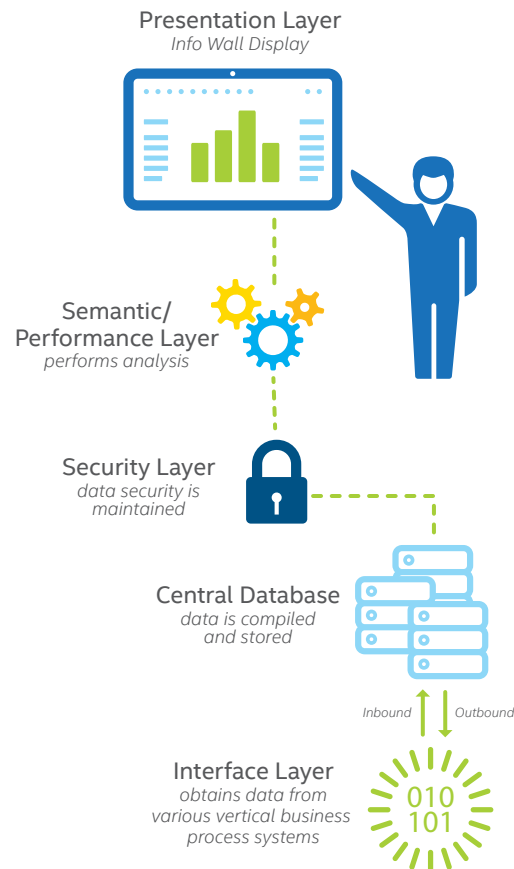 Presentation Layer
Info Wall Display
Semantic/
Performance Layer
performs analysis
Security Layer
data security is
maintained
Central Database
data is compiled
and stored
Inbound
Outbound
Interface Layer
obtains data from
various vertical business
process systems
010
101